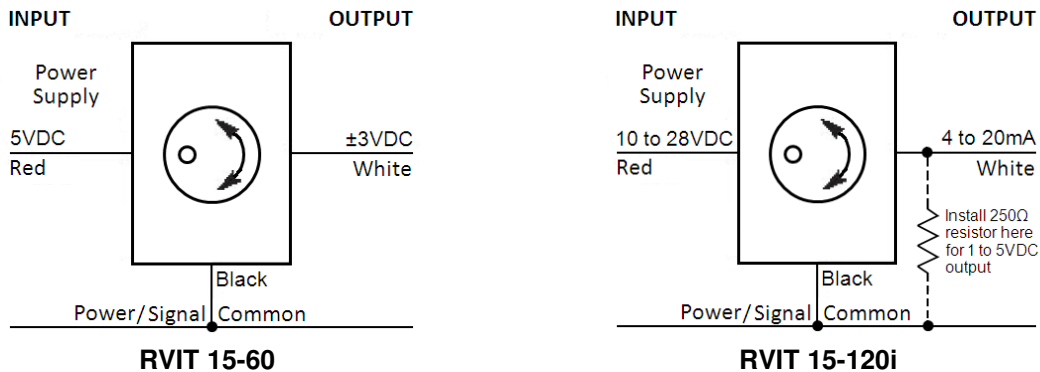 INPUT
OUTPUT
Power
Supply
5VDC
Red
±3VDC
White
Black
Power/Signal Common
RVIT 15-60
INPUT
OUTPUT
Power
Supply
10 to 28VDC
Red
4 to 20mA
White
Install 250Ω
resistor here
for 1 to 5VDC
output
Black
Power/Signal Common
RVIT 15-120i